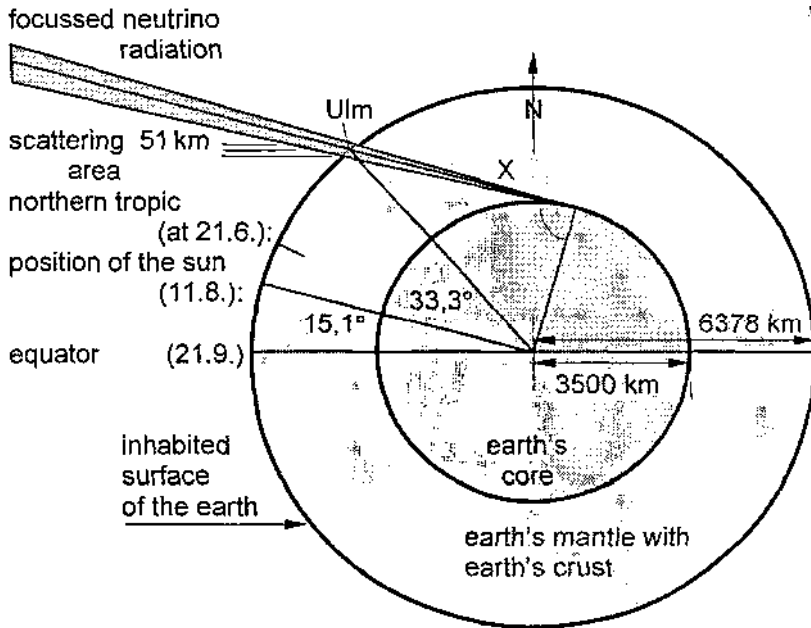 focussed neutrino
radiation
Ulm
N
scattering 51 km
area
X
northern tropic
(at 21.6.):
position of the sun
(11.8.):
33,3°
15,1°
6378 km
equator (21.9.)
3500 km
inhabited
surface
of the earth
earth's
core
earth's mantle with
earth's crust